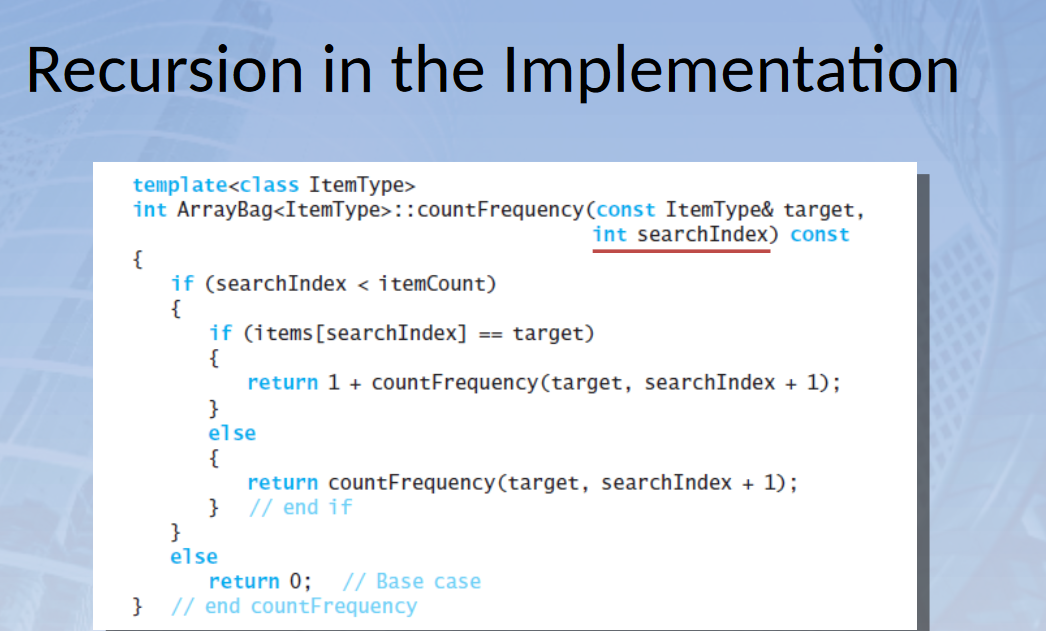 Recursion in the Implementation
template<class ItemType>
int ArrayBag<ItemType>::countFrequency(const ItemType& target,
int searchIndex) const
{
if (searchIndex < itemCount)
{
if (items[searchIndex] == target)
{
return 1 + countFrequency(target, searchIndex + 1);
}
else
{
return countFrequency(target, searchIndex + 1);
} // end if
}
else
return 0; // Base case
} // end countFrequency